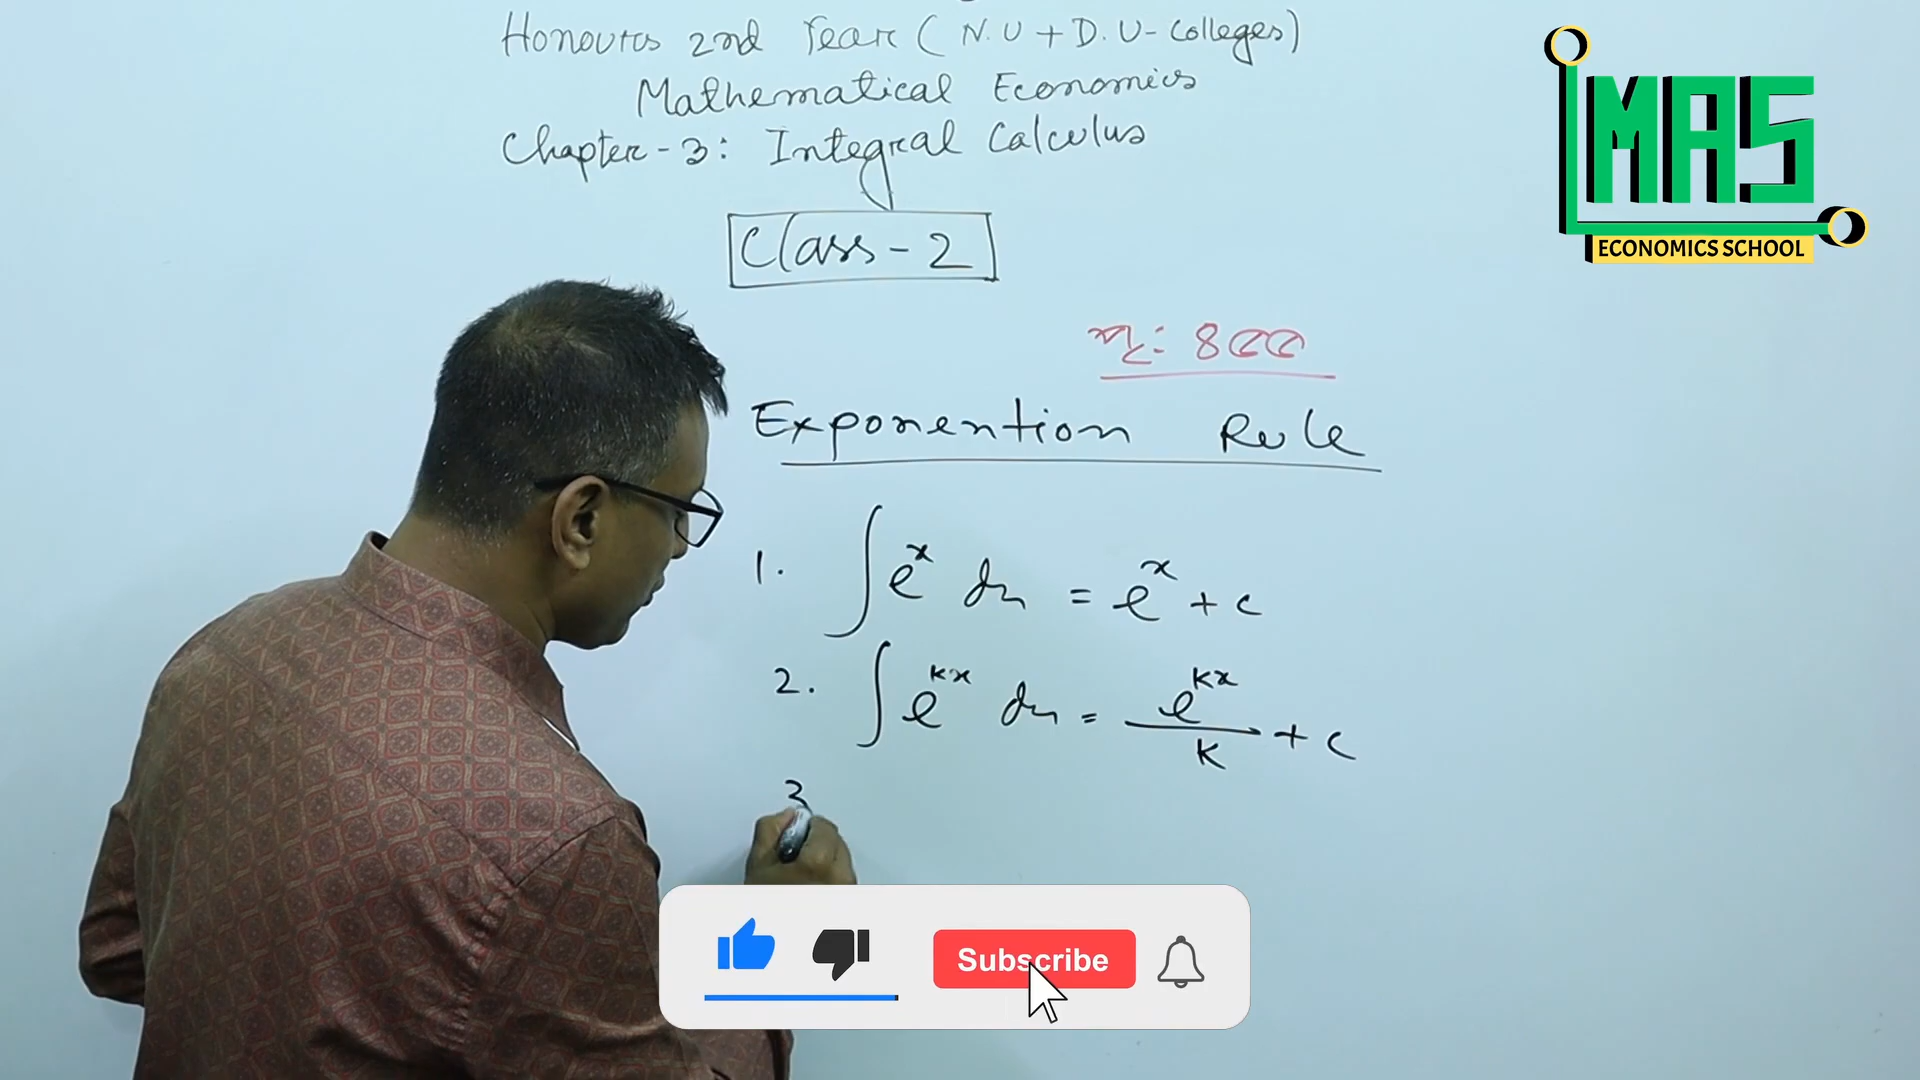 Honours 2nd Year ( N.U + D.U - Colleges)
Mathematical Economics
Chapter - 3: Integral Calculus
Class - 2
MAS
ECONOMICS SCHOOL
পৃ: ৪৫৫
Exponention Rule
1. ∫ e^x dx = e^x + c
2. ∫ e^{kx} dx = e^{kx}/k + c
3
Subscribe